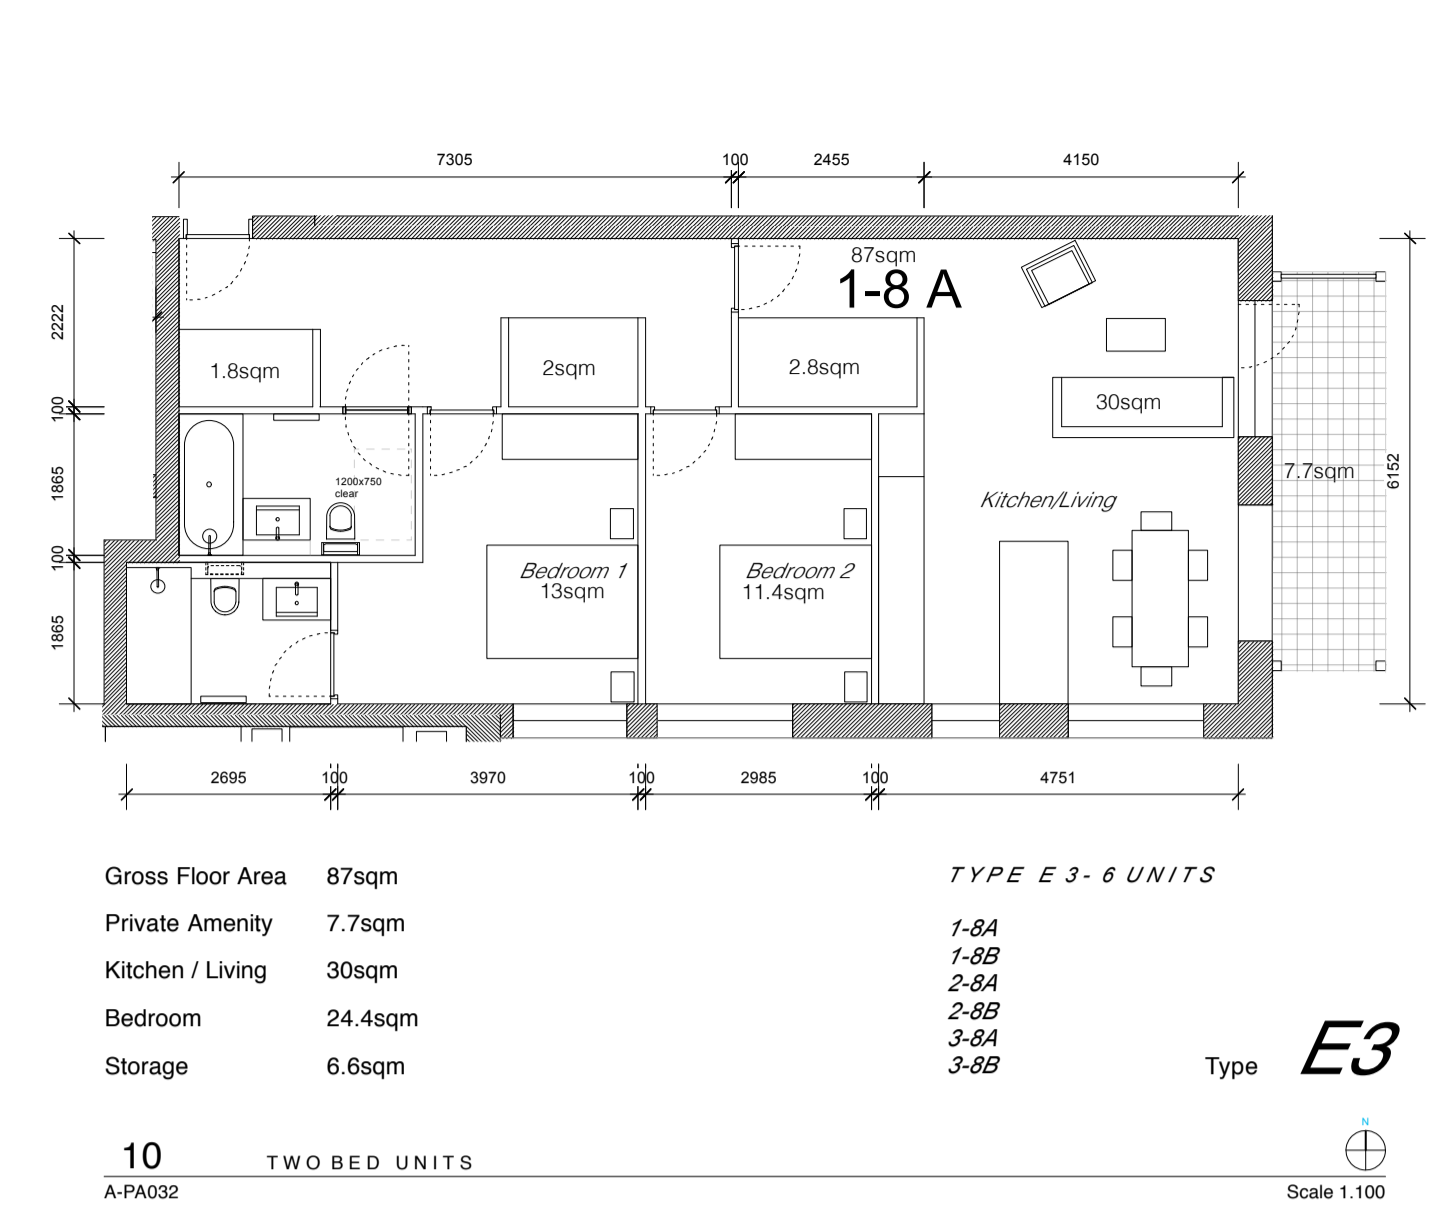 7305 100 2455 4150
87sqm
1-8 A
2222
1.8sqm 2sqm 2.8sqm
30sqm
100
7.7sqm 6152
1865
1200x750
clear
Kitchen/Living
100
Bedroom 1 Bedroom 2
13sqm 11.4sqm
1865
2695 100 3970 100 2985 100 4751
Gross Floor Area 87sqm
Private Amenity 7.7sqm
Kitchen / Living 30sqm
Bedroom 24.4sqm
Storage 6.6sqm
TYPE E3- 6 UNITS
1-8A
1-8B
2-8A
2-8B
3-8A
3-8B
Type E3
N
10 TWO BED UNITS
A-PA032 Scale 1.100